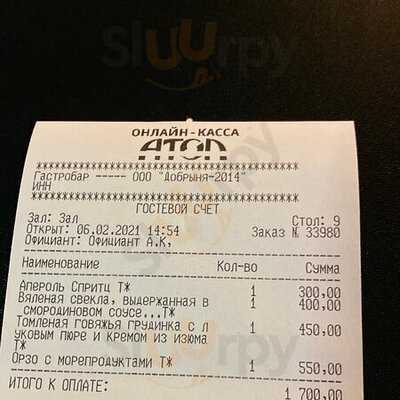 Sluurpy
ОНЛАЙН-КАССА
АТОЛ
************************************
Гастробар ----- ООО "Добрыня-2014"
ИНН
************************************
ГОСТЕВОЙ СЧЕТ
Зал: Зал Стол: 9
Открыт: 06.02.2021 14:54 Заказ № 33980
Официант: Официант А.К,
Наименование Кол-во Сумма
Апероль Спритц Т* 1 300,00
Вяленая свекла, выдержанная в 1 400,00
смородиновом соусе...Т*
Томленая говяжья грудинка с л 1 450,00
уковым пюре и кремом из изюма
Т*
Орзо с морепродуктами Т* 1 550,00
ИТОГО К ОПЛАТЕ: 1 700,00